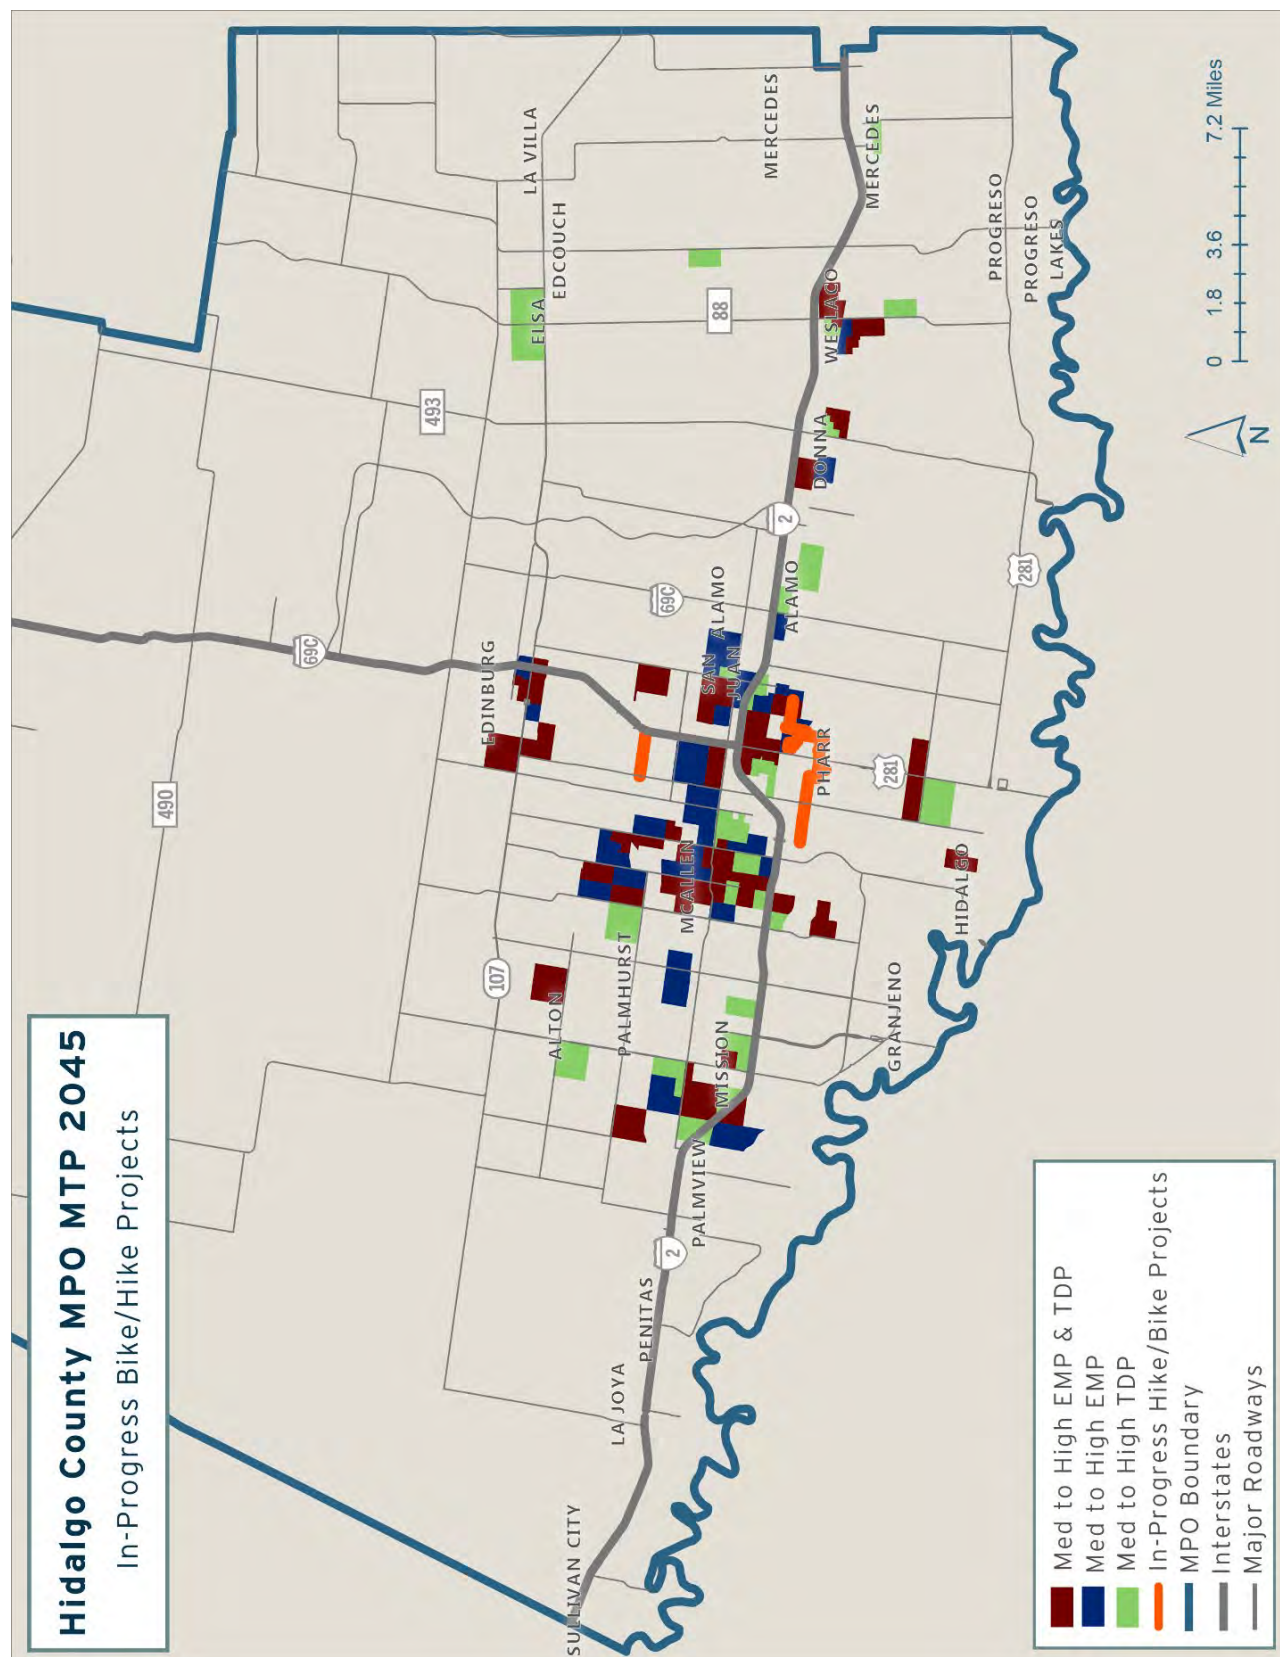 Hidalgo County MPO MTP 2045
In-Progress Bike/Hike Projects
490
69C
493
107
EDINBURG
ELSA
EDCOUCH
LA VILLA
ALTON
PALMHURST
MCALLEN
69C
SAN
JUAN
ALAMO
88
MERCEDES
SULLIVAN CITY
LA JOYA
PENITAS
2
PALMVIEW
MISSION
PHARR
ALAMO
2
DONNA
WESLACO
MERCEDES
GRANJENO
HIDALGO
281
281
PROGRESO
PROGRESO
LAKES
Med to High EMP & TDP
Med to High EMP
Med to High TDP
In-Progress Hike/Bike Projects
MPO Boundary
Interstates
Major Roadways
N
0 1.8 3.6 7.2 Miles